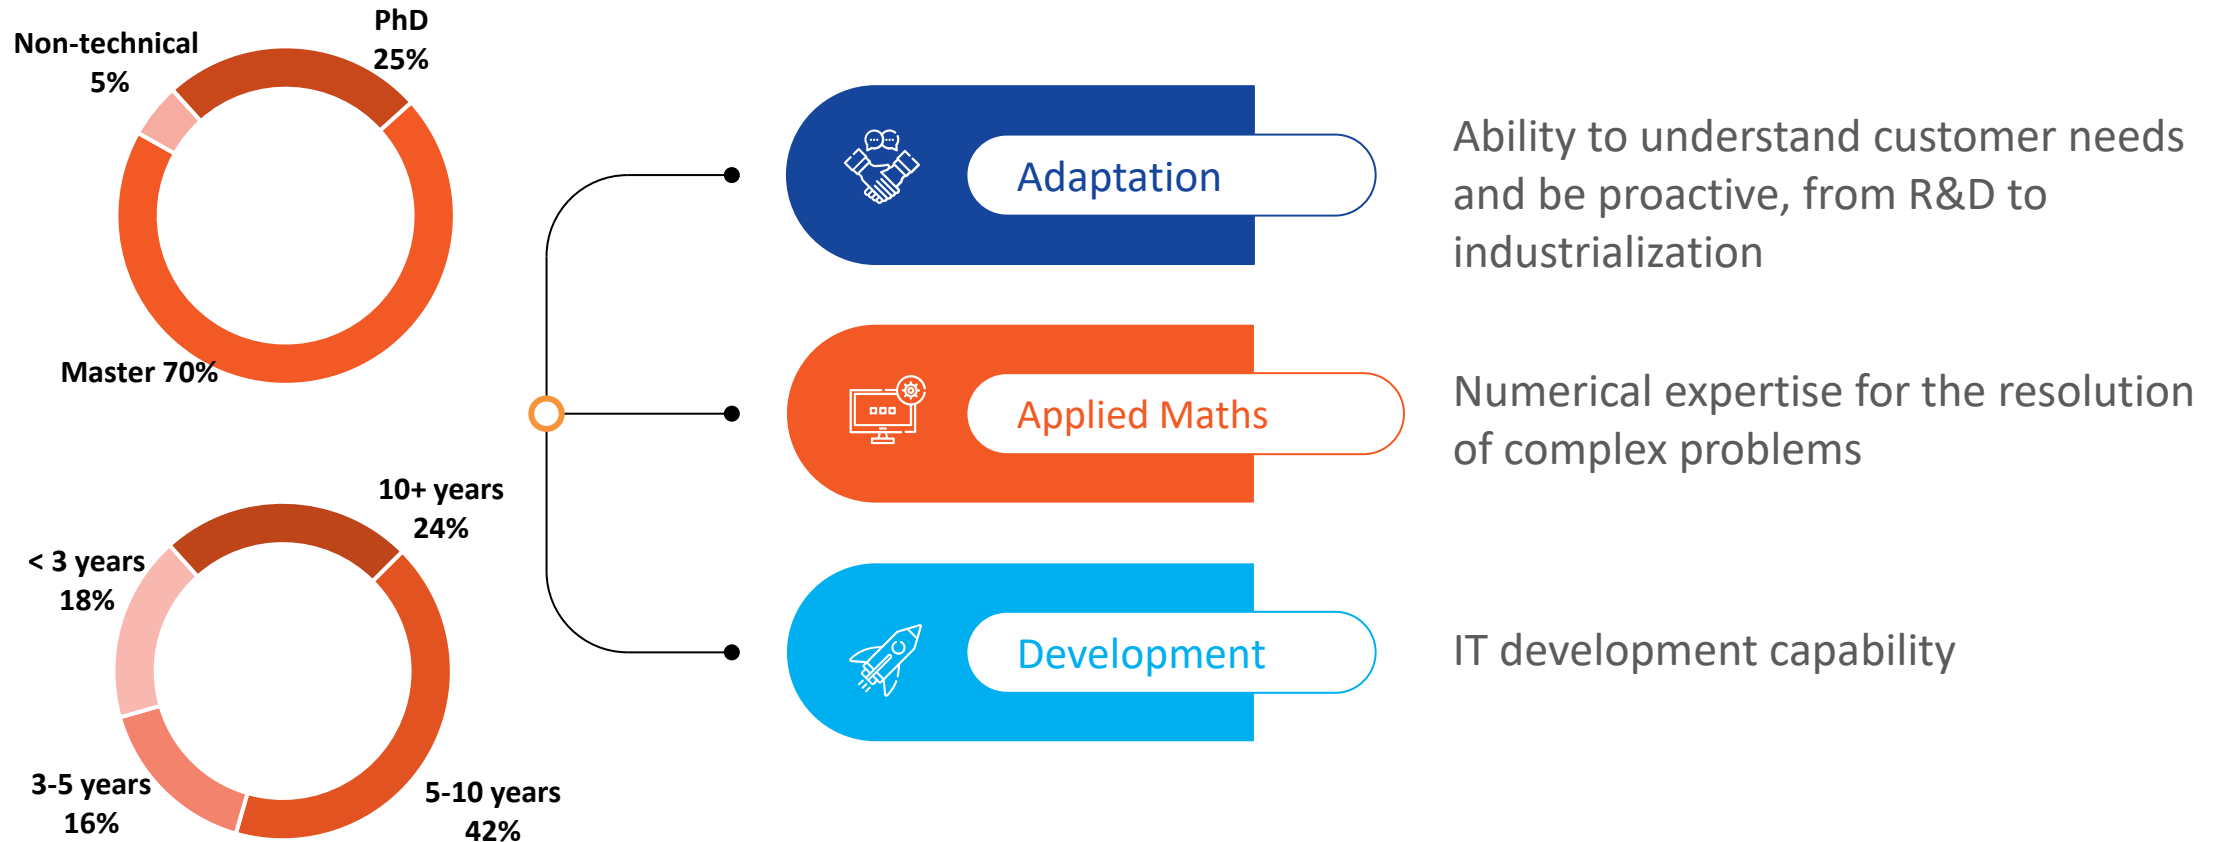 Non-technical
5%
PhD
25%
Master 70%
10+ years
24%
< 3 years
18%
3-5 years
16%
5-10 years
42%
Adaptation
Ability to understand customer needs
and be proactive, from R&D to
industrialization
Applied Maths
Numerical expertise for the resolution
of complex problems
Development
IT development capability